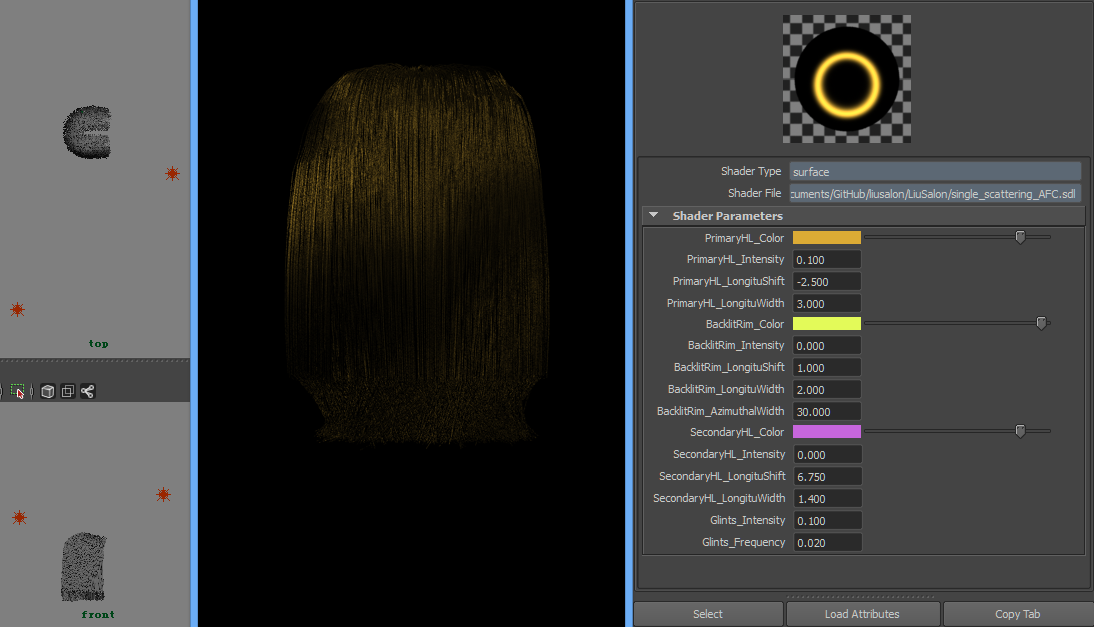 top
front
Shader Type surface
Shader File cuments/GitHub/liusalon/LiuSalon/single_scattering_AFC.sdl
Shader Parameters
PrimaryHL_Color
PrimaryHL_Intensity 0.100
PrimaryHL_LongituShift -2.500
PrimaryHL_LongituWidth 3.000
BacklitRim_Color
BacklitRim_Intensity 0.000
BacklitRim_LongituShift 1.000
BacklitRim_LongituWidth 2.000
BacklitRim_AzimuthalWidth 30.000
SecondaryHL_Color
SecondaryHL_Intensity 0.000
SecondaryHL_LongituShift 6.750
SecondaryHL_LongituWidth 1.400
Glints_Intensity 0.100
Glints_Frequency 0.020
Select Load Attributes Copy Tab